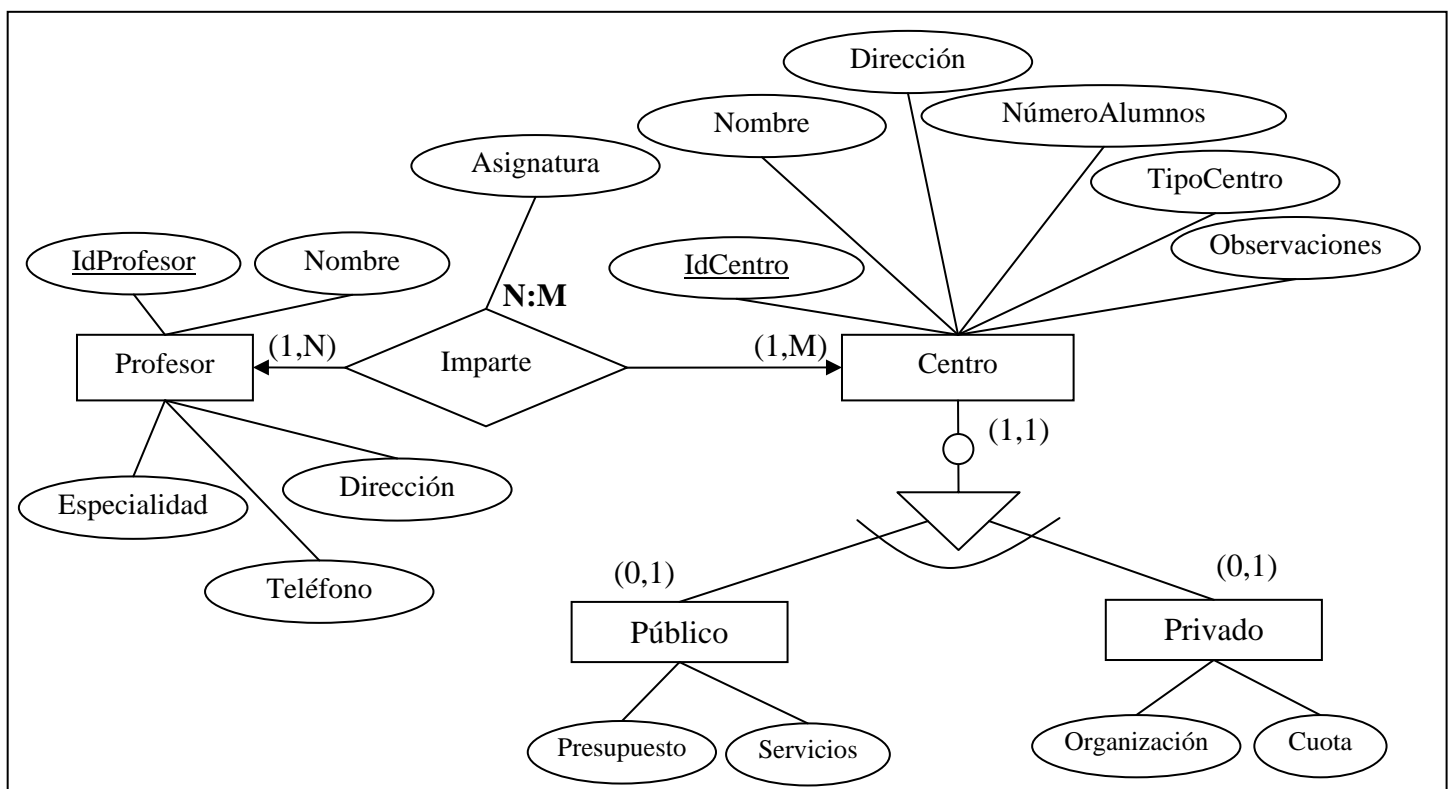 Dirección
NúmeroAlumnos
Nombre
Asignatura
TipoCentro
Observaciones
IdProfesor
Nombre
IdCentro
N:M
Profesor
(1,N)
Imparte
(1,M)
Centro
(1,1)
Especialidad
Dirección
Teléfono
(0,1)
(0,1)
Público
Privado
Presupuesto
Servicios
Organización
Cuota